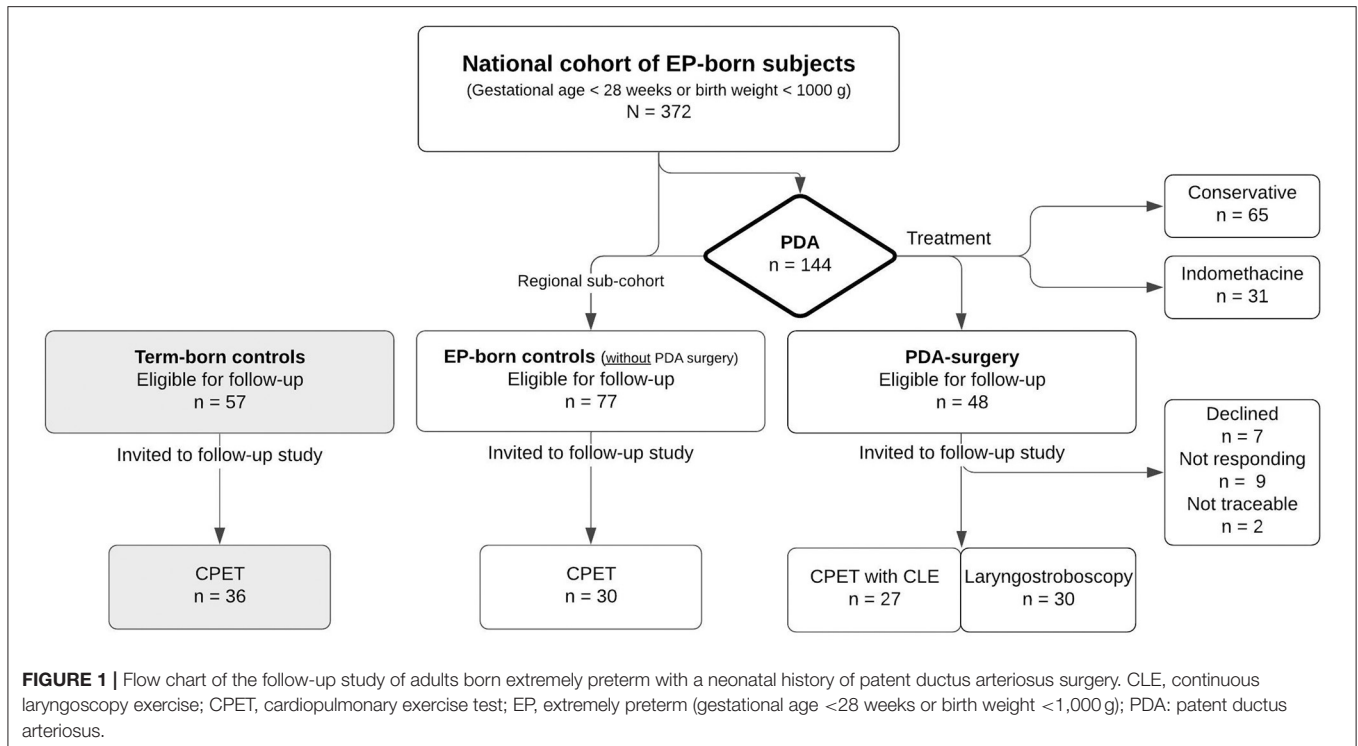 National cohort of EP-born subjects
(Gestational age < 28 weeks or birth weight < 1000 g)
N = 372
PDA
n = 144
Treatment
Conservative
n = 65
Indomethacine
n = 31
Regional sub-cohort
Term-born controls
Eligible for follow-up
n = 57
EP-born controls (without PDA surgery)
Eligible for follow-up
n = 77
PDA-surgery
Eligible for follow-up
n = 48
Invited to follow-up study
Invited to follow-up study
Invited to follow-up study
Declined
n = 7
Not responding
n = 9
Not traceable
n = 2
CPET
n = 36
CPET
n = 30
CPET with CLE
n = 27
Laryngostroboscopy
n = 30
FIGURE 1 | Flow chart of the follow-up study of adults born extremely preterm with a neonatal history of patent ductus arteriosus surgery. CLE, continuous
laryngoscopy exercise; CPET, cardiopulmonary exercise test; EP, extremely preterm (gestational age <28 weeks or birth weight <1,000 g); PDA: patent ductus
arteriosus.